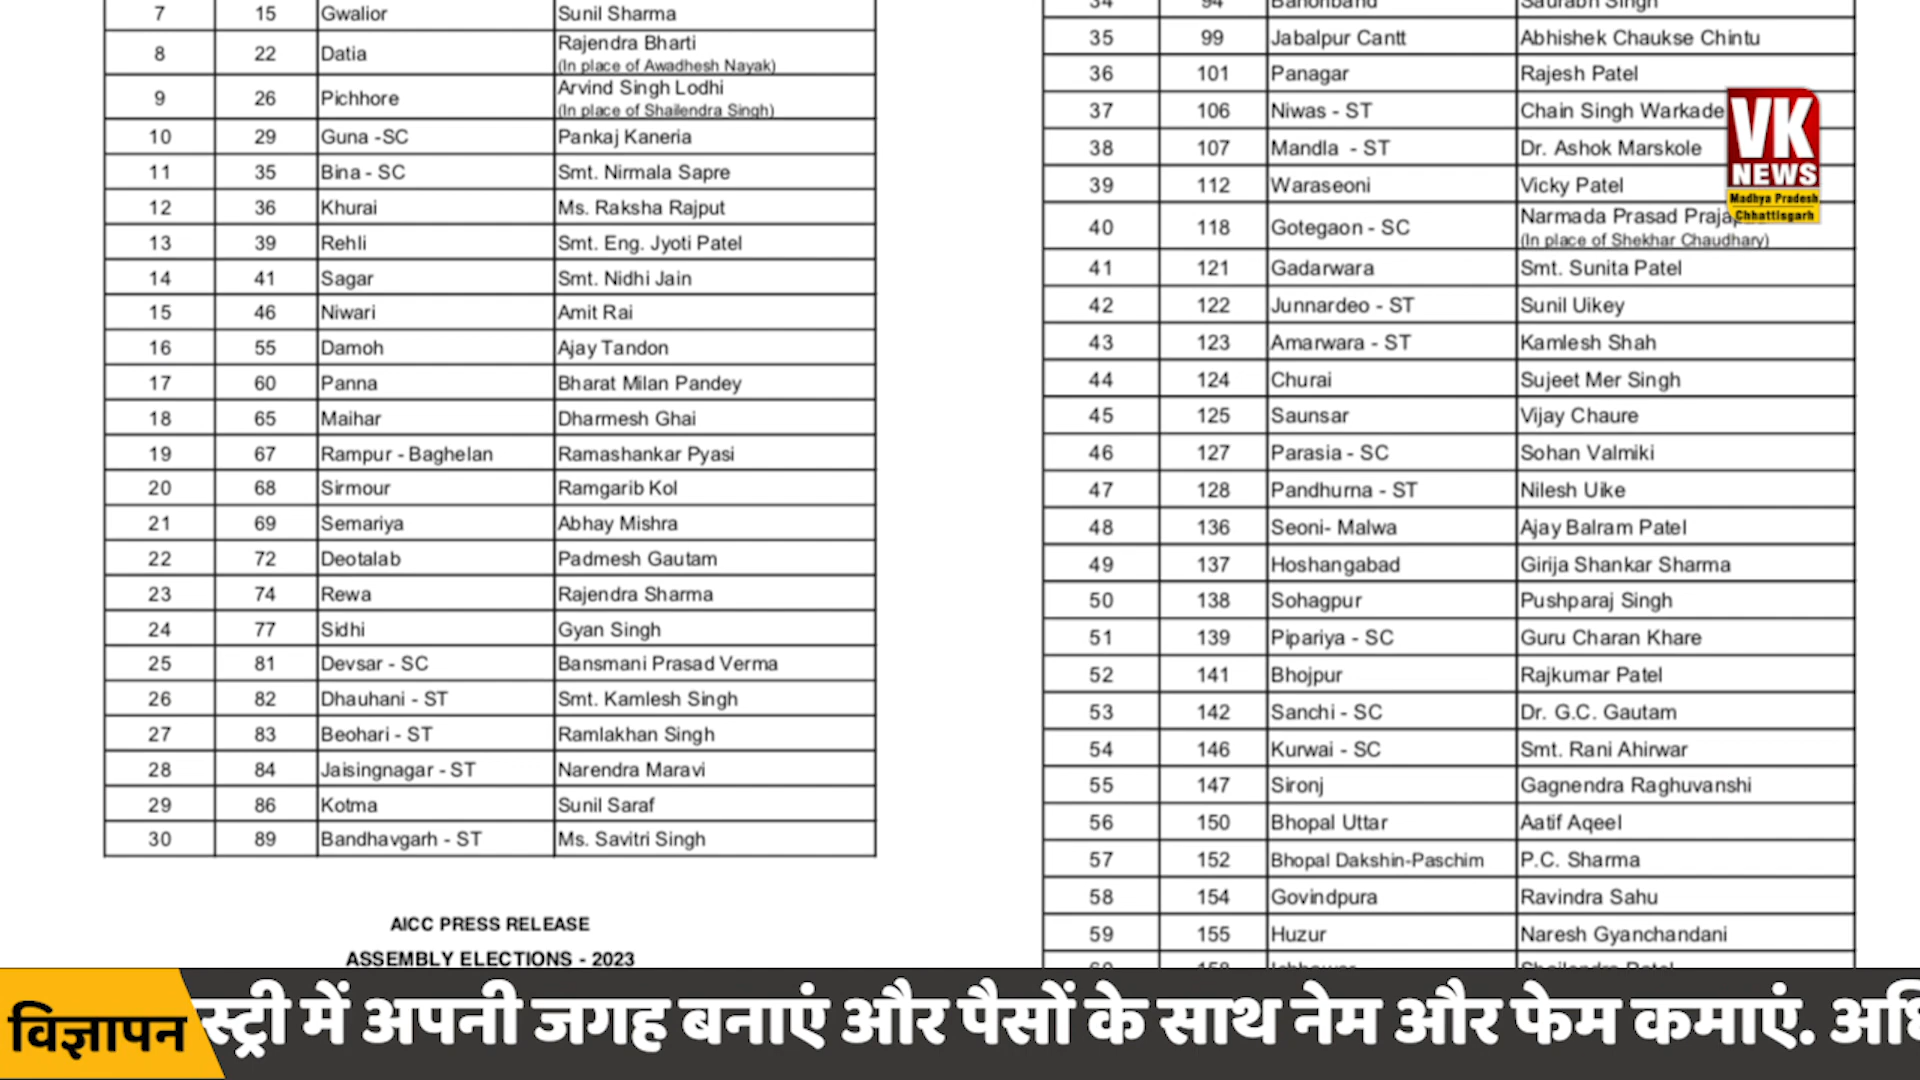 7 15 Gwalior Sunil Sharma
8 22 Datia Rajendra Bharti
(In place of Awadhesh Nayak)
9 26 Pichhore Arvind Singh Lodhi
(In place of Shailendra Singh)
10 29 Guna -SC Pankaj Kaneria
11 35 Bina - SC Smt. Nirmala Sapre
12 36 Khurai Ms. Raksha Rajput
13 39 Rehli Smt. Eng. Jyoti Patel
14 41 Sagar Smt. Nidhi Jain
15 46 Niwari Amit Rai
16 55 Damoh Ajay Tandon
17 60 Panna Bharat Milan Pandey
18 65 Maihar Dharmesh Ghai
19 67 Rampur - Baghelan Ramashankar Pyasi
20 68 Sirmour Ramgarib Kol
21 69 Semariya Abhay Mishra
22 72 Deotalab Padmesh Gautam
23 74 Rewa Rajendra Sharma
24 77 Sidhi Gyan Singh
25 81 Devsar - SC Bansmani Prasad Verma
26 82 Dhauhani - ST Smt. Kamlesh Singh
27 83 Beohari - ST Ramlakhan Singh
28 84 Jaisingnagar - ST Narendra Maravi
29 86 Kotma Sunil Saraf
30 89 Bandhavgarh - ST Ms. Savitri Singh
AICC PRESS RELEASE
ASSEMBLY ELECTIONS - 2023
34 94 Saurabh Singh
35 99 Jabalpur Cantt Abhishek Chaukse Chintu
36 101 Panagar Rajesh Patel
37 106 Niwas - ST Chain Singh Warkade
38 107 Mandla - ST Dr. Ashok Marskole
39 112 Waraseoni Vicky Patel
40 118 Gotegaon - SC Narmada Prasad
(In place of Shekhar Chaudhary)
41 121 Gadarwara Smt. Sunita Patel
42 122 Junnardeo - ST Sunil Uikey
43 123 Amarwara - ST Kamlesh Shah
44 124 Churai Sujeet Mer Singh
45 125 Saunsar Vijay Chaure
46 127 Parasia - SC Sohan Valmiki
47 128 Pandhurna - ST Nilesh Uike
48 136 Seoni- Malwa Ajay Balram Patel
49 137 Hoshangabad Girija Shankar Sharma
50 138 Sohagpur Pushparaj Singh
51 139 Pipariya - SC Guru Charan Khare
52 141 Bhojpur Rajkumar Patel
53 142 Sanchi - SC Dr. G.C. Gautam
54 146 Kurwai - SC Smt. Rani Ahirwar
55 147 Sironj Gagnendra Raghuvanshi
56 150 Bhopal Uttar Aatif Aqeel
57 152 Bhopal Dakshin-Paschim P.C. Sharma
58 154 Govindpura Ravindra Sahu
59 155 Huzur Naresh Gyanchandani
VK
NEWS
Madhya Pradesh
Chhattisgarh
विज्ञापन
स्ट्री में अपनी जगह बनाएं और पैसों के साथ नेम और फेम कमाएं.